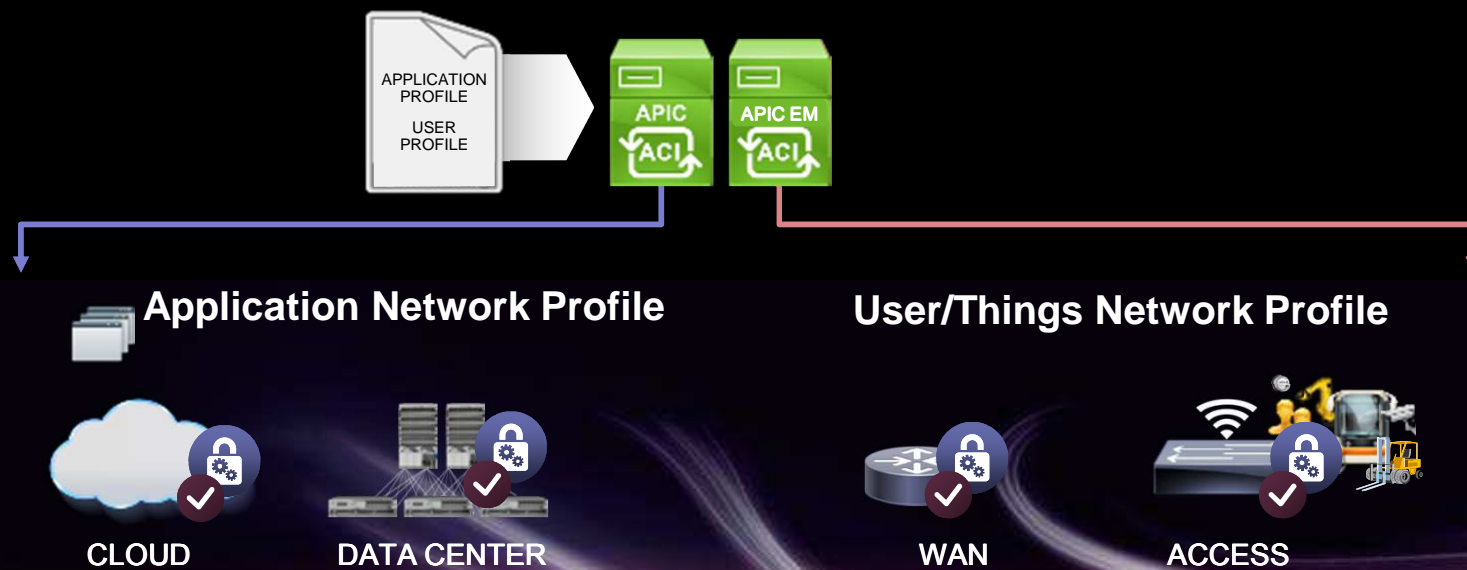 APPLICATION
PROFILE
USER
PROFILE
APIC
ACI
APIC EM
ACI
Application Network Profile
User/Things Network Profile
CLOUD
DATA CENTER
WAN
ACCESS